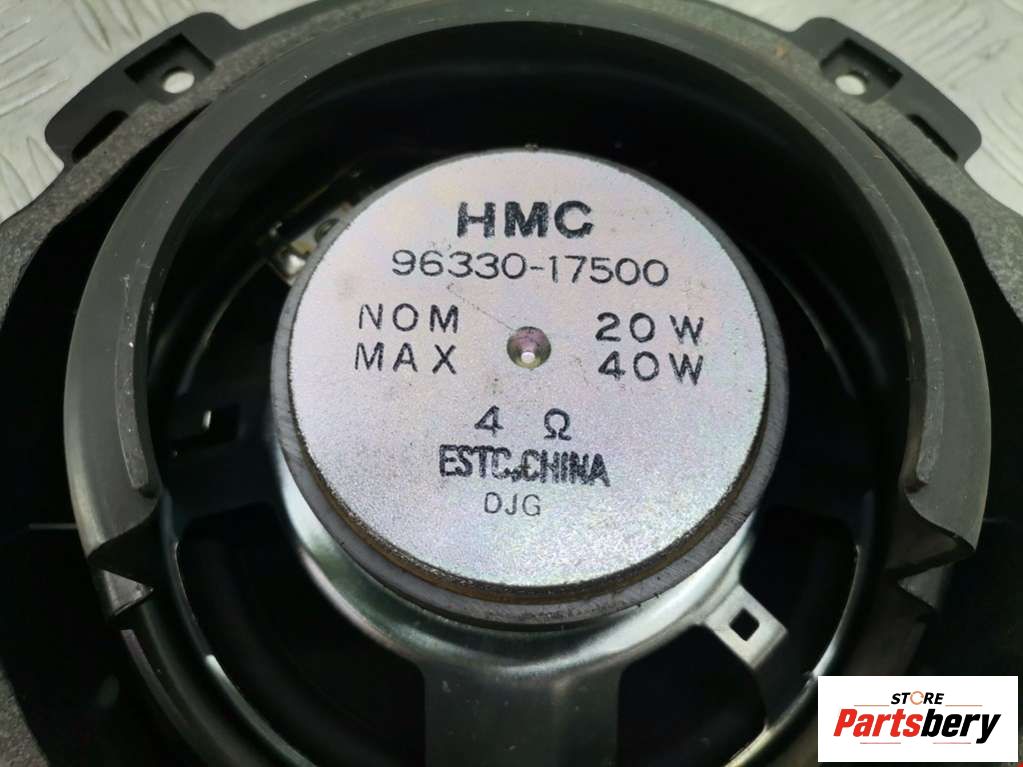 HMC
96330-17500
NOM 20W
MAX 40W
4 Ω
ESTC,CHINA
DJG
STORE
Partsbery